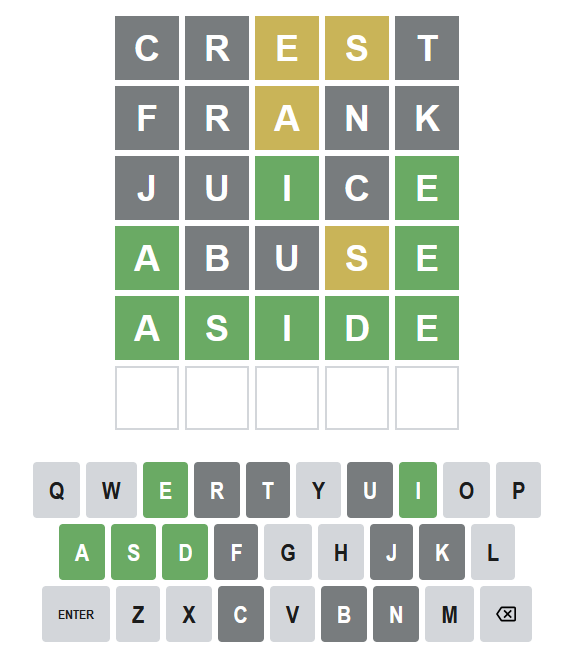 C R E S T
F R A N K
J U I C E
A B U S E
A S I D E
Q W E R T Y U I O P
A S D F G H J K L
ENTER Z X C V B N M